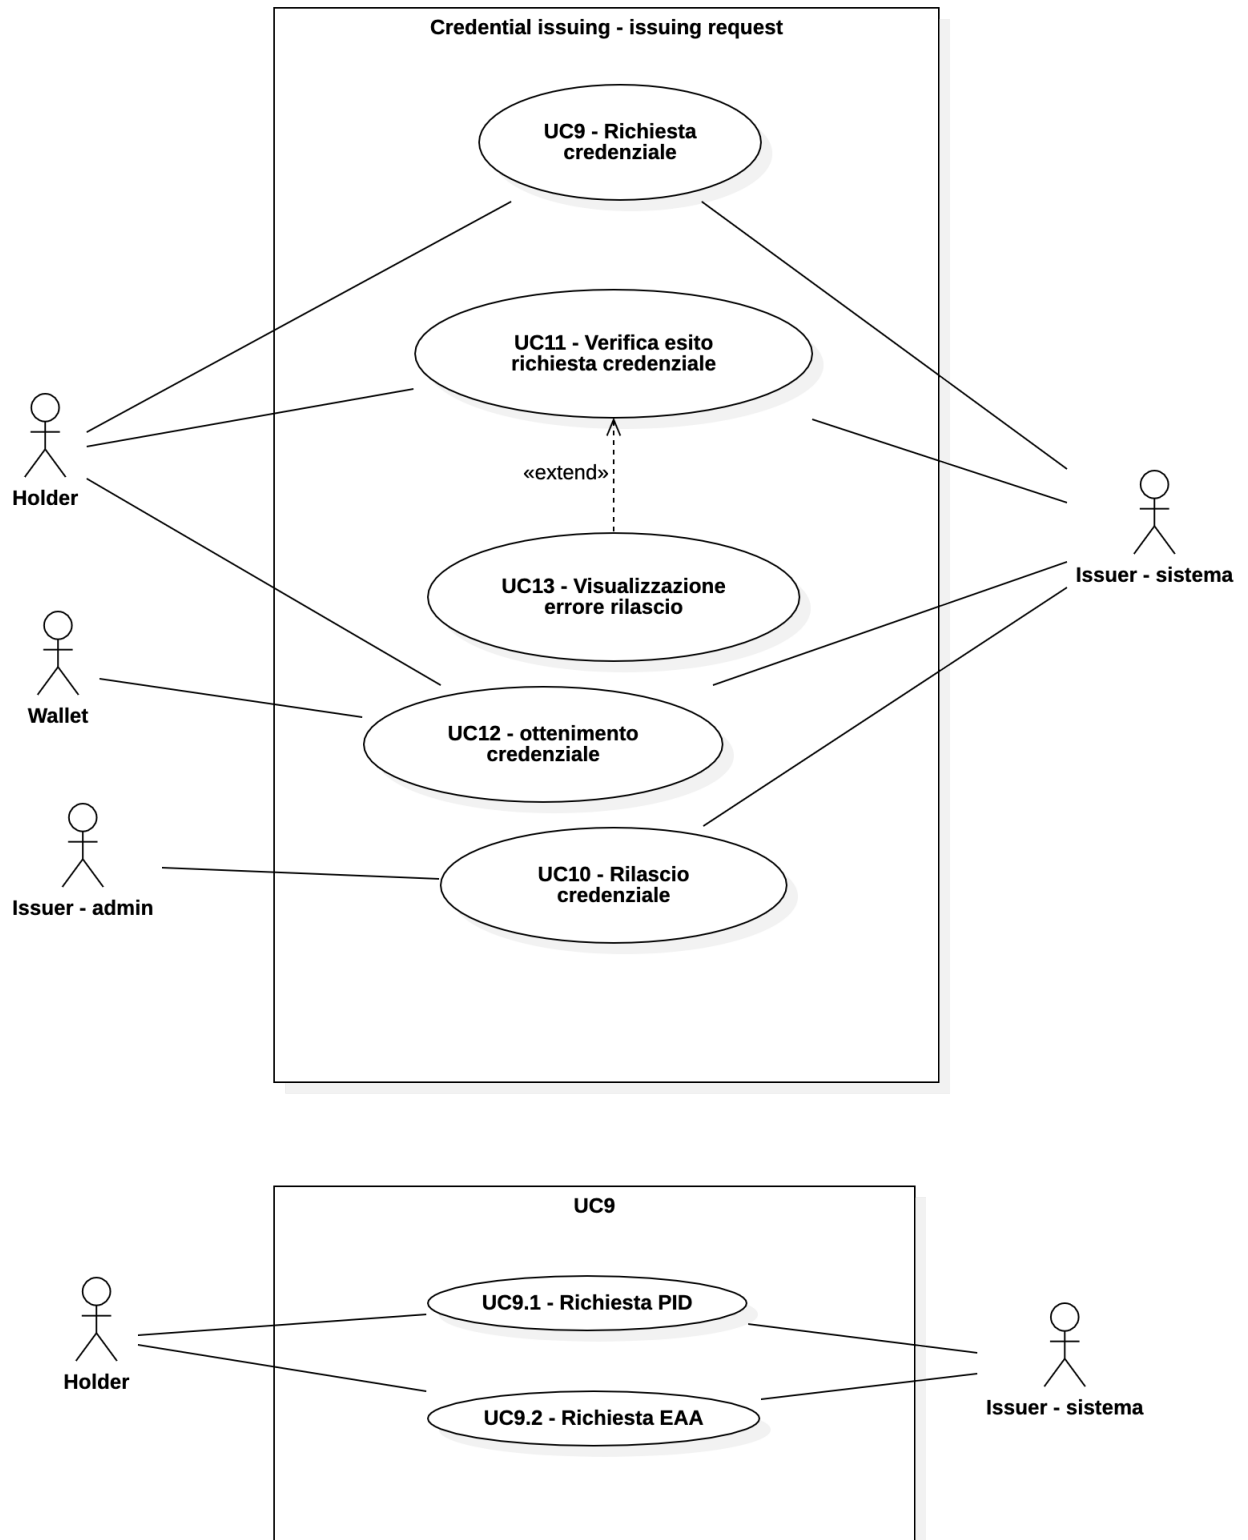 Credential issuing - issuing request
UC9 - Richiesta
credenziale
UC11 - Verifica esito
richiesta credenziale
«extend»
Holder
UC13 - Visualizzazione
errore rilascio
Issuer - sistema
Wallet
UC12 - ottenimento
credenziale
UC10 - Rilascio
credenziale
Issuer - admin
UC9
UC9.1 - Richiesta PID
Holder
UC9.2 - Richiesta EAA
Issuer - sistema